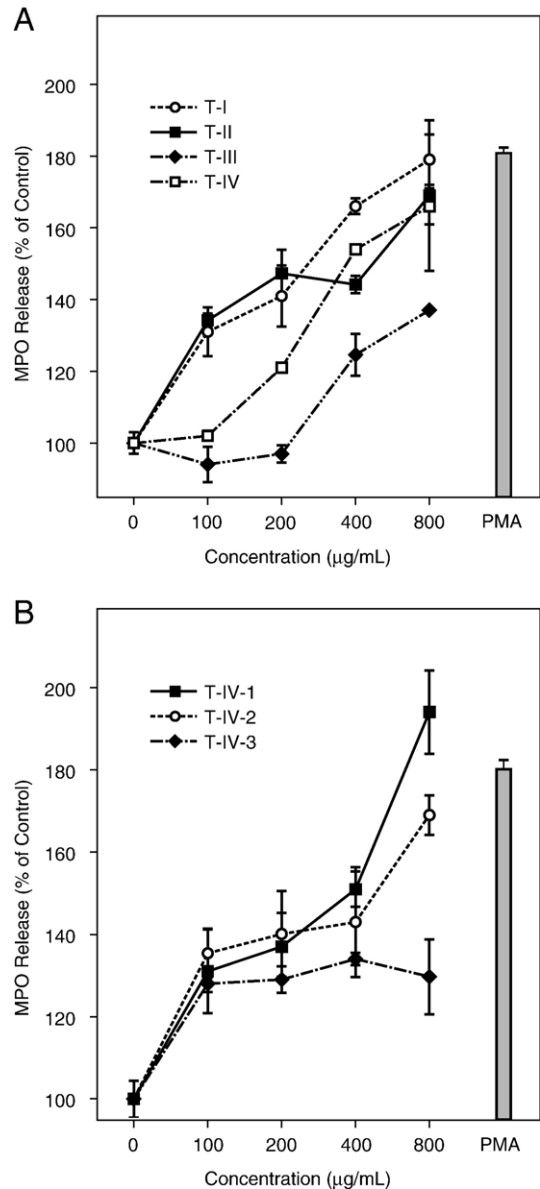 A
200
180
160
140
120
100
MPO Release (% of Control)
T-I
T-II
T-III
T-IV
0 100 200 400 800 PMA
Concentration (µg/mL)
B
200
180
160
140
120
100
MPO Release (% of Control)
T-IV-1
T-IV-2
T-IV-3
0 100 200 400 800 PMA
Concentration (µg/mL)